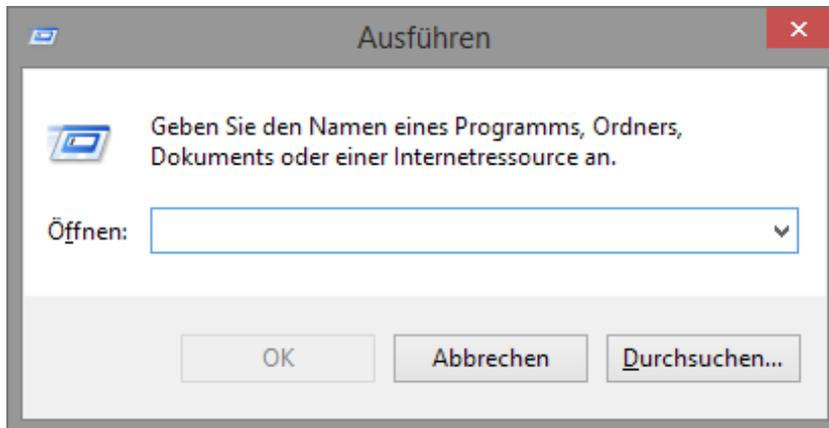 Ausführen
Geben Sie den Namen eines Programms, Ordners,
Dokuments oder einer Internetressource an.
Öffnen:
OK
Abbrechen
Durchsuchen...